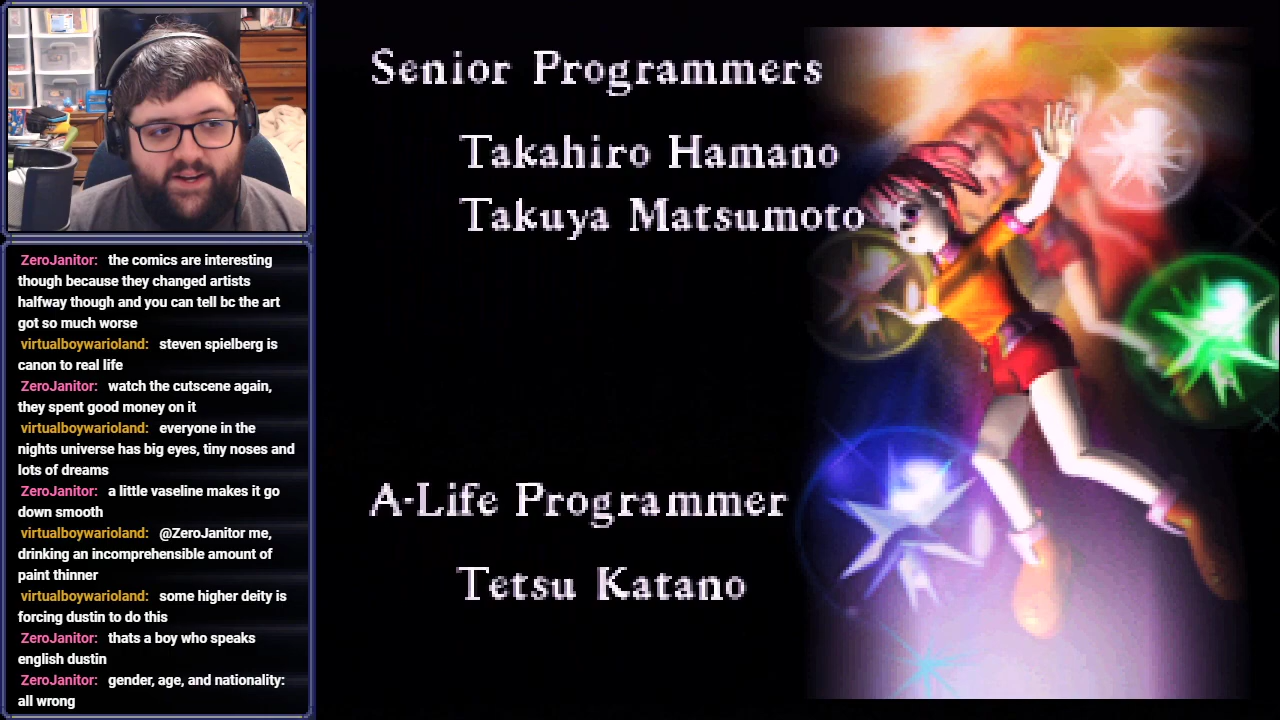 ZeroJanitor: the comics are interesting
though because they changed artists
halfway though and you can tell bc the art
got so much worse
virtualboywarioland: steven spielberg is
canon to real life
ZeroJanitor: watch the cutscene again,
they spent good money on it
virtualboywarioland: everyone in the
nights universe has big eyes, tiny noses and
lots of dreams
ZeroJanitor: a little vaseline makes it go
down smooth
virtualboywarioland: @ZeroJanitor me,
drinking an incomprehensible amount of
paint thinner
virtualboywarioland: some higher deity is
forcing dustin to do this
ZeroJanitor: thats a boy who speaks
english dustin
ZeroJanitor: gender, age, and nationality:
all wrong
Senior Programmers
Takahiro Hamano
Takuya Matsumoto
A-Life Programmer
Tetsu Katano